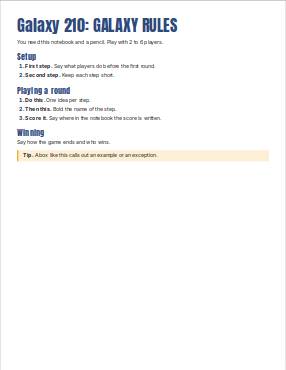 Galaxy 210: GALAXY RULES
You need this notebook and a pencil. Play with 2 to 6 players.
Setup
1. First step. Say what players do before the first round.
2. Second step. Keep each step short.
Playing a round
1. Do this. One idea per step.
2. Then this. Bold the name of the step.
3. Score it. Say where in the notebook the score is written.
Winning
Say how the game ends and who wins.
Tip. A box like this calls out an example or an exception.